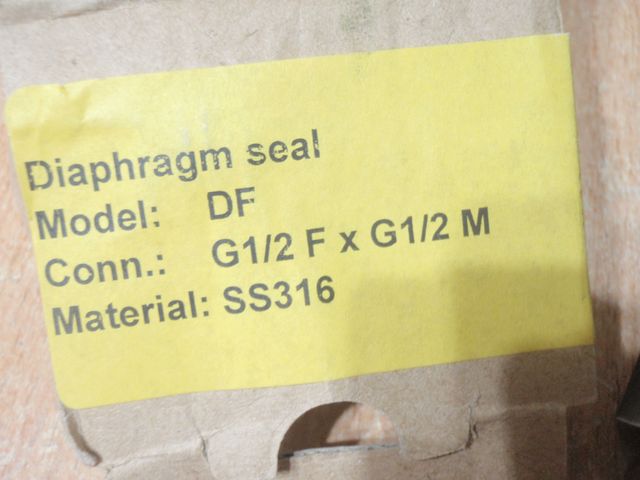 Diaphragm seal
Model: DF
Conn.: G1/2 F x G1/2 M
Material: SS316